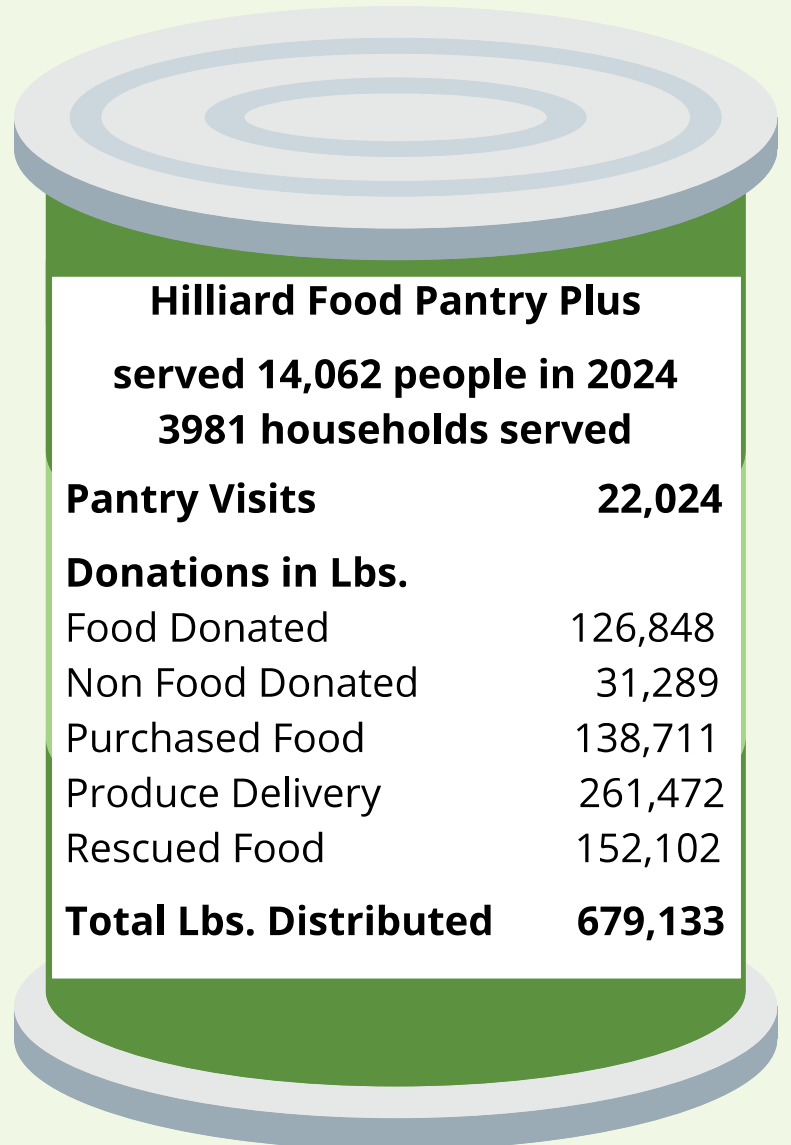 Hilliard Food Pantry Plus
served 14,062 people in 2024
3981 households served
Pantry Visits 22,024
Donations in Lbs.
Food Donated 126,848
Non Food Donated 31,289
Purchased Food 138,711
Produce Delivery 261,472
Rescued Food 152,102
Total Lbs. Distributed 679,133